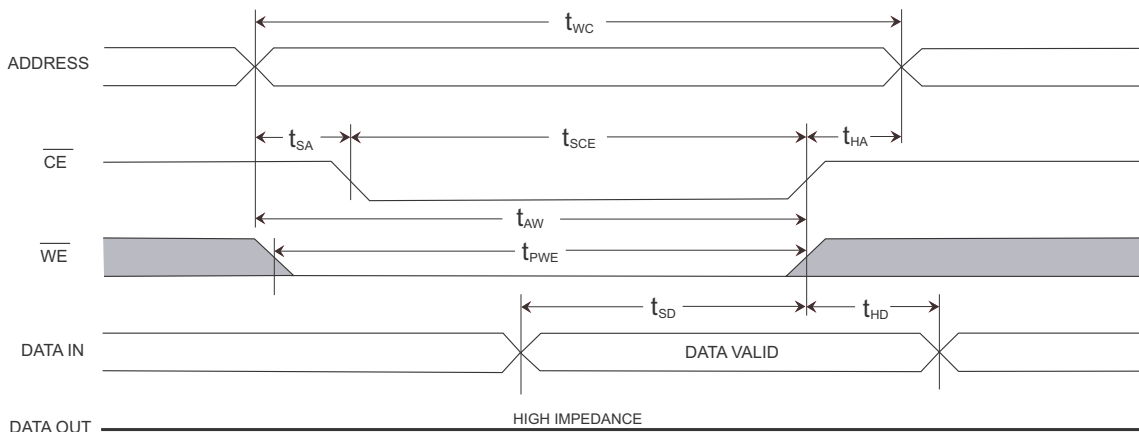 tWC
ADDRESS
tSA
tSCE
tHA
CE
tAW
WE
tPWE
tSD
tHD
DATA IN
DATA VALID
HIGH IMPEDANCE
DATA OUT